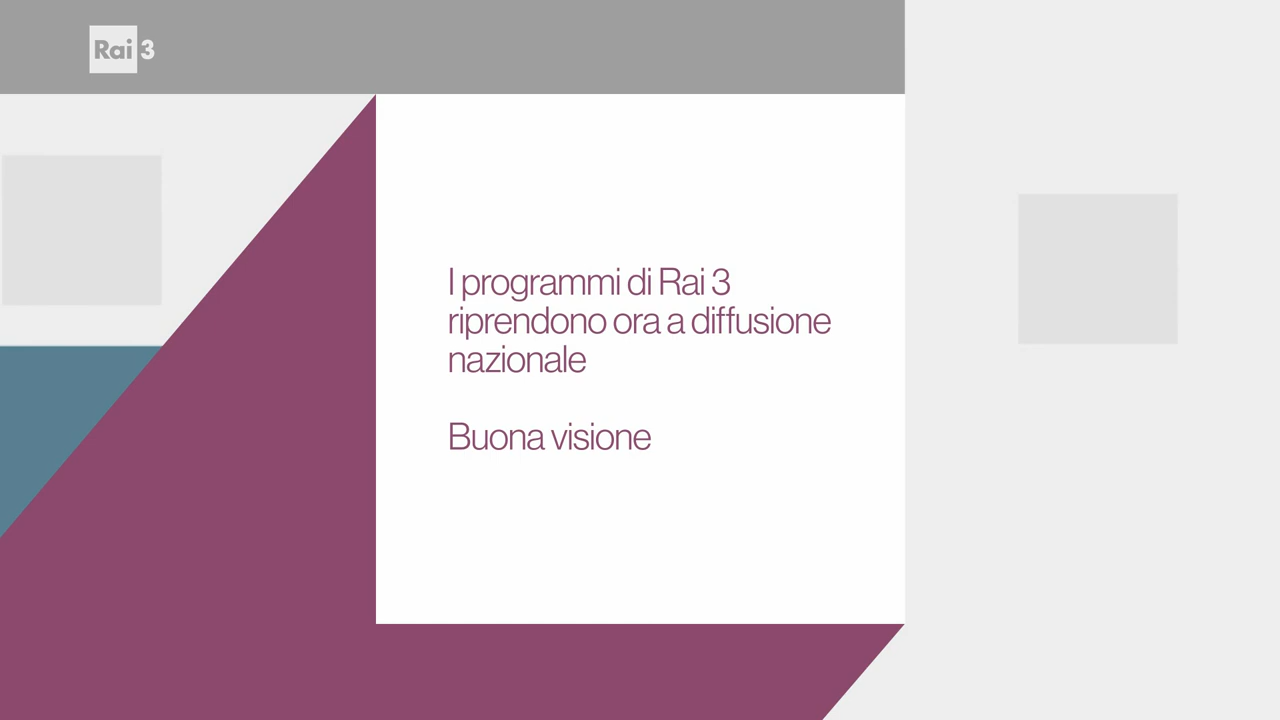 Rai 3
I programmi di Rai 3
riprendono ora a diffusione
nazionale
Buona visione